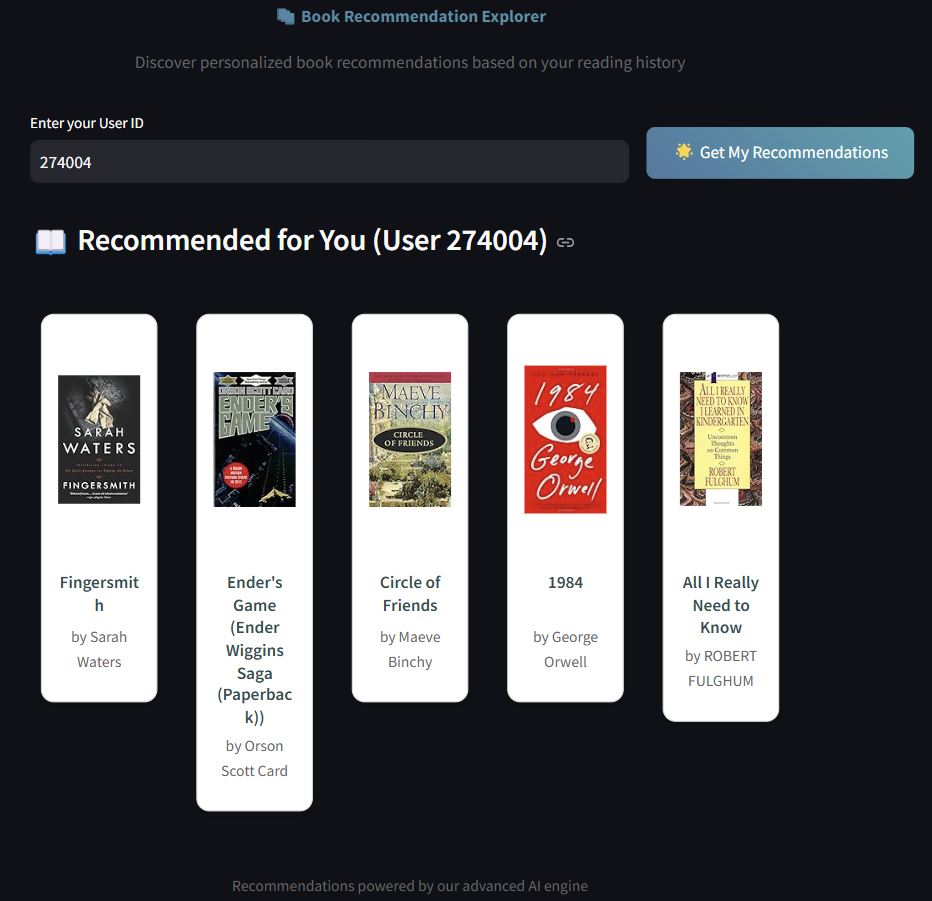 Book Recommendation Explorer
Discover personalized book recommendations based on your reading history
Enter your User ID
274004
Get My Recommendations
Recommended for You (User 274004)
SARAH
WATERS
FINGERSMITH
Fingersmit
h
by Sarah
Waters
ORSON SCOTT CARD
ENDER'S
GAME
Ender's
Game
(Ender
Wiggins
Saga
(Paperbac
k))
by Orson
Scott Card
MAEVE
BINCHY
CIRCLE
OF FRIENDS
Circle of
Friends
by Maeve
Binchy
1984
George
Orwell
1984
by George
Orwell
#1
ALL I REALLY
NEED TO KNOW
I LEARNED IN
KINDERGARTEN
Uncommon
Thoughts
on Common
Things
ROBERT
FULGHUM
All I Really
Need to
Know
by ROBERT
FULGHUM
Recommendations powered by our advanced AI engine